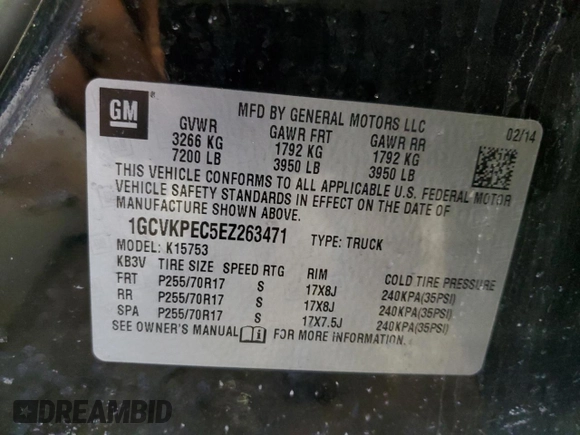 GM
MFD BY GENERAL MOTORS LLC
02/14
GVWR GAWR FRT GAWR RR
3266 KG 1792 KG 1792 KG
7200 LB 3950 LB 3950 LB
THIS VEHICLE CONFORMS TO ALL APPLICABLE U.S. FEDERAL MOTOR
VEHICLE SAFETY STANDARDS IN EFFECT ON THE DATE OF
MANUFACTURE SHOWN ABOVE.
1GCVKPEC5EZ263471 TYPE: TRUCK
MODEL: K15753
KB3V TIRE SIZE SPEED RTG RIM COLD TIRE PRESSURE
FRT P255/70R17 S 17X8J 240KPA(35PSI)
RR P255/70R17 S 17X8J 240KPA(35PSI)
SPA P255/70R17 S 17X7.5J 240KPA(35PSI)
SEE OWNER'S MANUAL FOR MORE INFORMATION.
DREAMBID